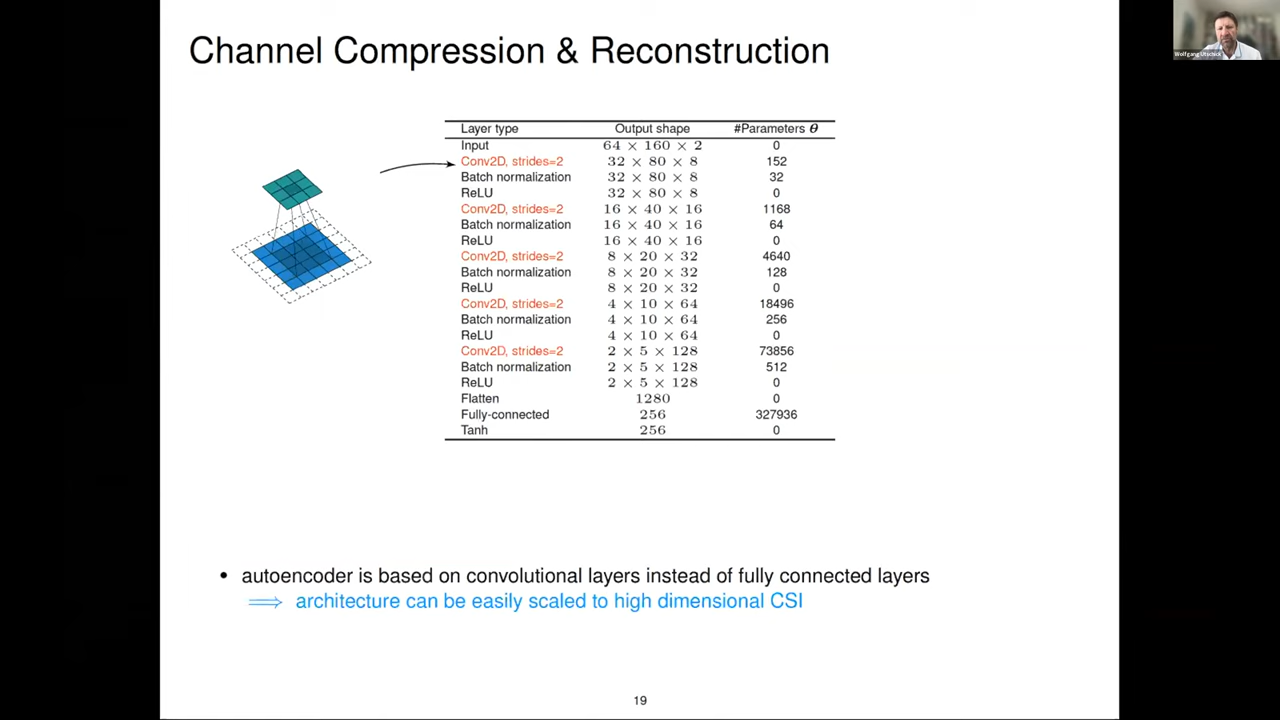 Channel Compression & Reconstruction
Wolfgang Utschick
Layer type Output shape #Parameters θ
Input 64 × 160 × 2 0
Conv2D, strides=2 32 × 80 × 8 152
Batch normalization 32 × 80 × 8 32
ReLU 32 × 80 × 8 0
Conv2D, strides=2 16 × 40 × 16 1168
Batch normalization 16 × 40 × 16 64
ReLU 16 × 40 × 16 0
Conv2D, strides=2 8 × 20 × 32 4640
Batch normalization 8 × 20 × 32 128
ReLU 8 × 20 × 32 0
Conv2D, strides=2 4 × 10 × 64 18496
Batch normalization 4 × 10 × 64 256
ReLU 4 × 10 × 64 0
Conv2D, strides=2 2 × 5 × 128 73856
Batch normalization 2 × 5 × 128 512
ReLU 2 × 5 × 128 0
Flatten 1280 0
Fully-connected 256 327936
Tanh 256 0
• autoencoder is based on convolutional layers instead of fully connected layers
⟹ architecture can be easily scaled to high dimensional CSI
19